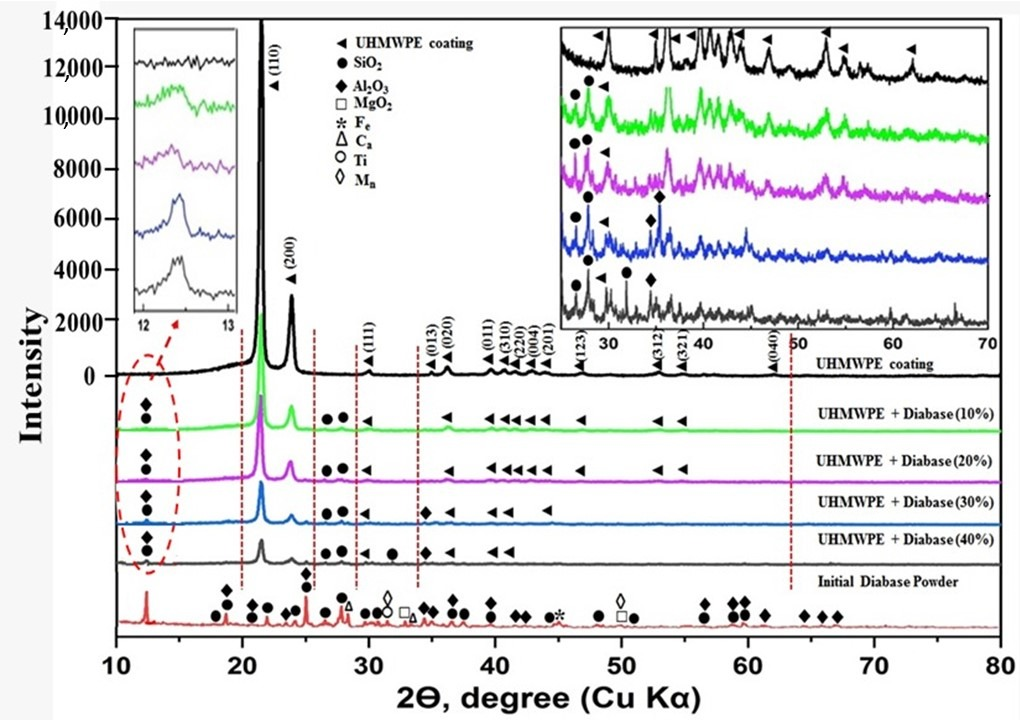 14,000
12,000
10,000
8000
6000
4000
2000
0
Intensity
12
13
(110)
(200)
UHMWPE coating
SiO₂
Al₂O₃
MgO₂
Fe
Ca
Ti
Mn
30
40
50
60
70
(111)
(013)
(020)
(011)
(310)
(220)
(004)
(201)
(123)
(312)
(321)
(040)
UHMWPE coating
UHMWPE + Diabase (10%)
UHMWPE + Diabase (20%)
UHMWPE + Diabase (30%)
UHMWPE + Diabase (40%)
Initial Diabase Powder
10
20
30
40
50
60
70
80
2ϴ, degree (Cu Kα)